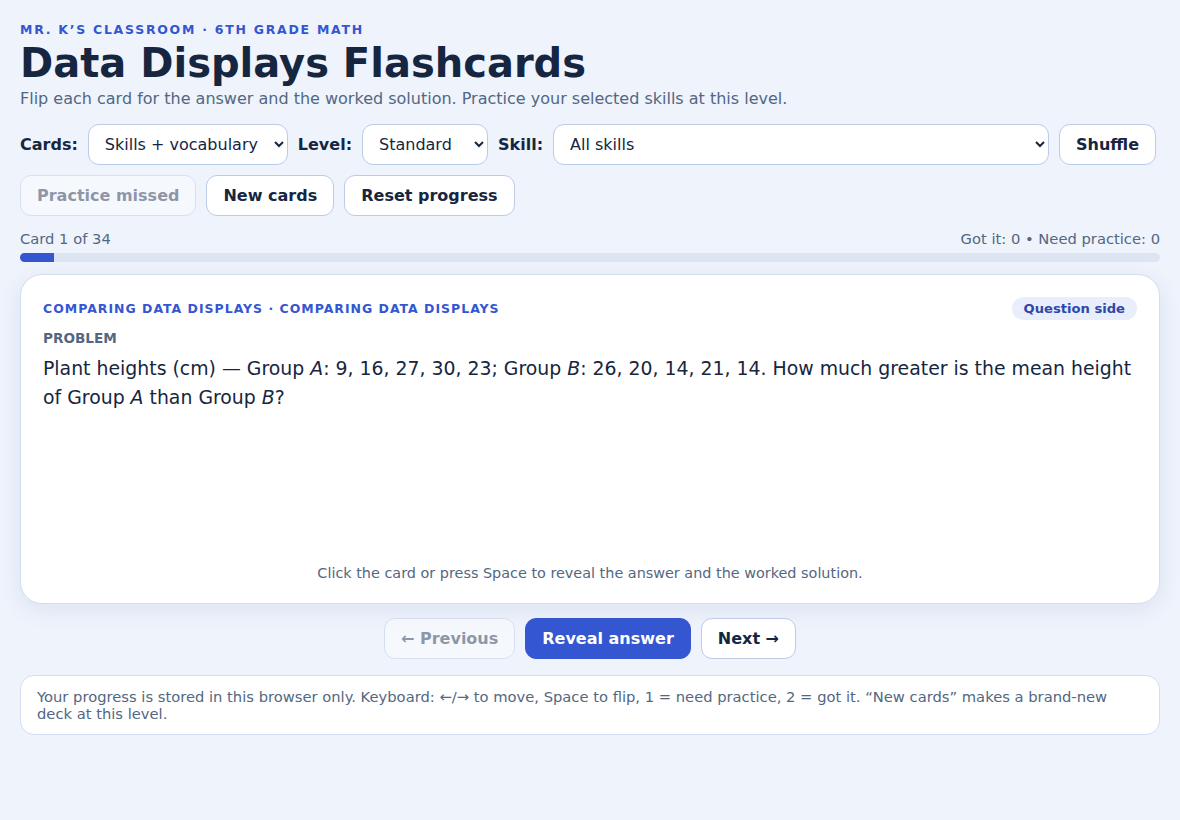 MR. K’S CLASSROOM · 6TH GRADE MATH
Data Displays Flashcards
Flip each card for the answer and the worked solution. Practice your selected skills at this level.
Cards: Skills + vocabulary Level: Standard Skill: All skills Shuffle
Practice missed New cards Reset progress
Card 1 of 34 Got it: 0 • Need practice: 0
COMPARING DATA DISPLAYS · COMPARING DATA DISPLAYS Question side
PROBLEM
Plant heights (cm) — Group A: 9, 16, 27, 30, 23; Group B: 26, 20, 14, 21, 14. How much greater is the mean height
of Group A than Group B?
Click the card or press Space to reveal the answer and the worked solution.
← Previous Reveal answer Next →
Your progress is stored in this browser only. Keyboard: ←/→ to move, Space to flip, 1 = need practice, 2 = got it. “New cards” makes a brand-new
deck at this level.